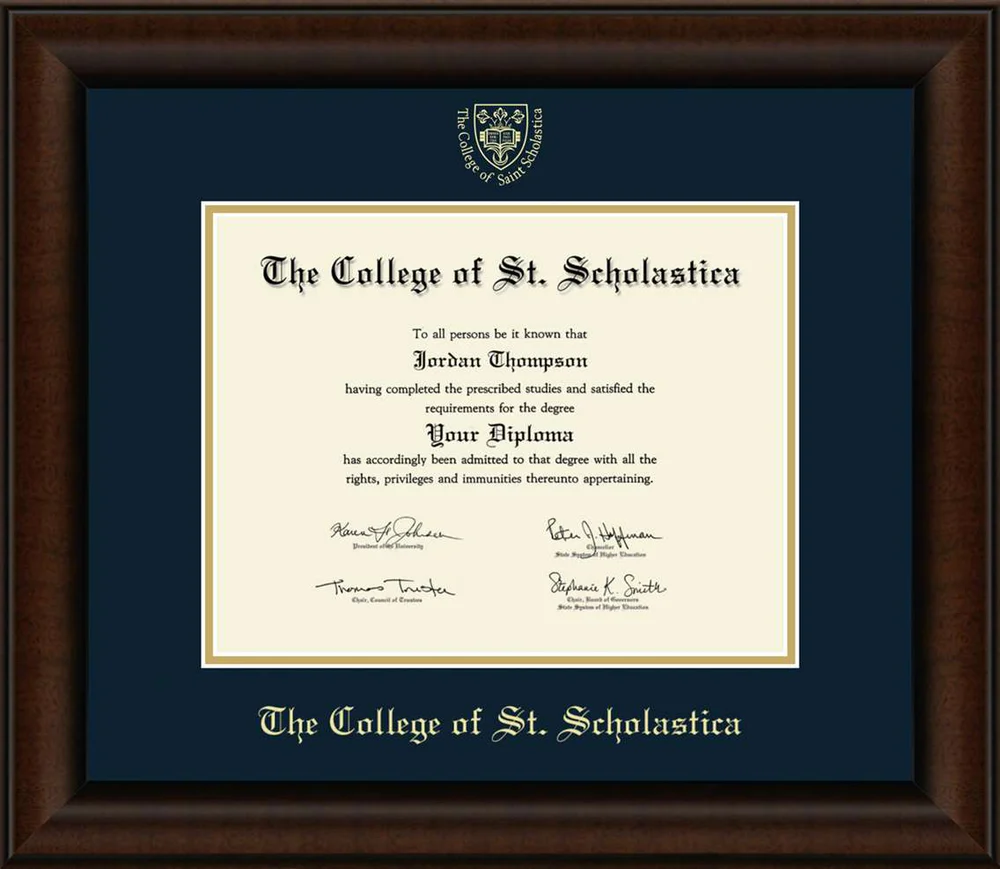 The College of Saint Scholastica
The College of St. Scholastica
To all persons be it known that
Jordan Thompson
having completed the prescribed studies and satisfied the
requirements for the degree
Your Diploma
has accordingly been admitted to that degree with all the
rights, privileges and immunities thereunto appertaining.
Karen H. Johnsen
President of the University
Peter J. Hoffman
Chancellor
State System of Higher Education
Thomas Trustee
Chair, Council of Trustees
Stephanie K. Smith
Chair, Board of Governors
State System of Higher Education
The College of St. Scholastica